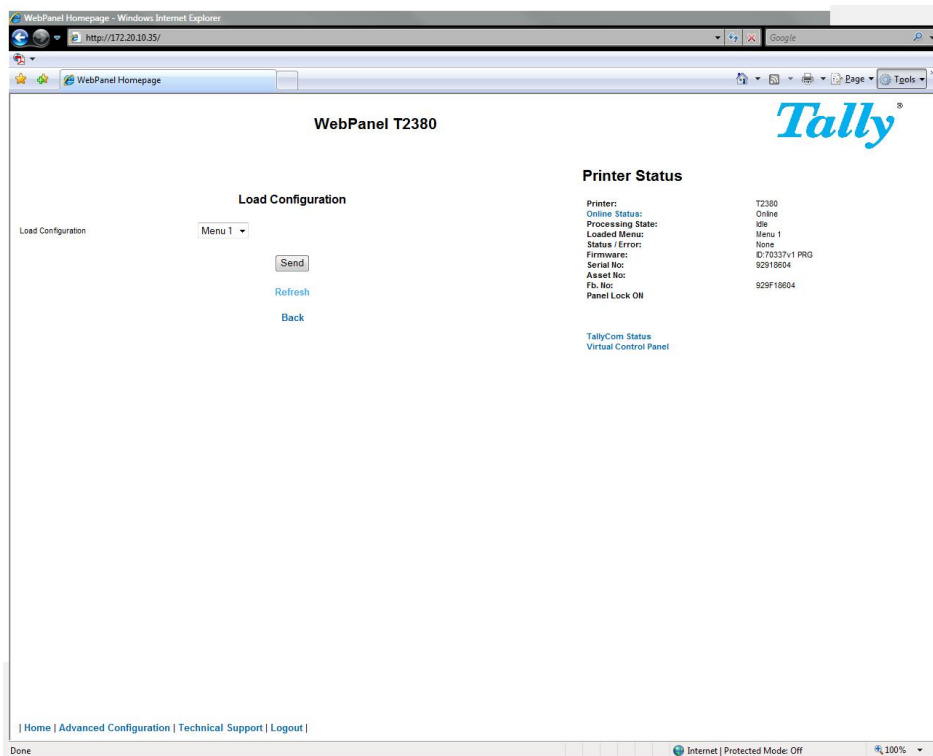 WebPanel Homepage - Windows Internet Explorer
http://172.20.10.35/
Google
WebPanel Homepage
Page
Tools
WebPanel T2380
Tally®
Printer Status
Load Configuration
Load Configuration Menu 1
Send
Refresh
Back
Printer: T2380
Online Status: Online
Processing State: Idle
Loaded Menu: Menu 1
Status / Error: None
Firmware: ID:70337v1 PRG
Serial No: 92918604
Asset No:
Fb. No: 929F18604
Panel Lock ON
TallyCom Status
Virtual Control Panel
| Home | Advanced Configuration | Technical Support | Logout |
Done
Internet | Protected Mode: Off
100%